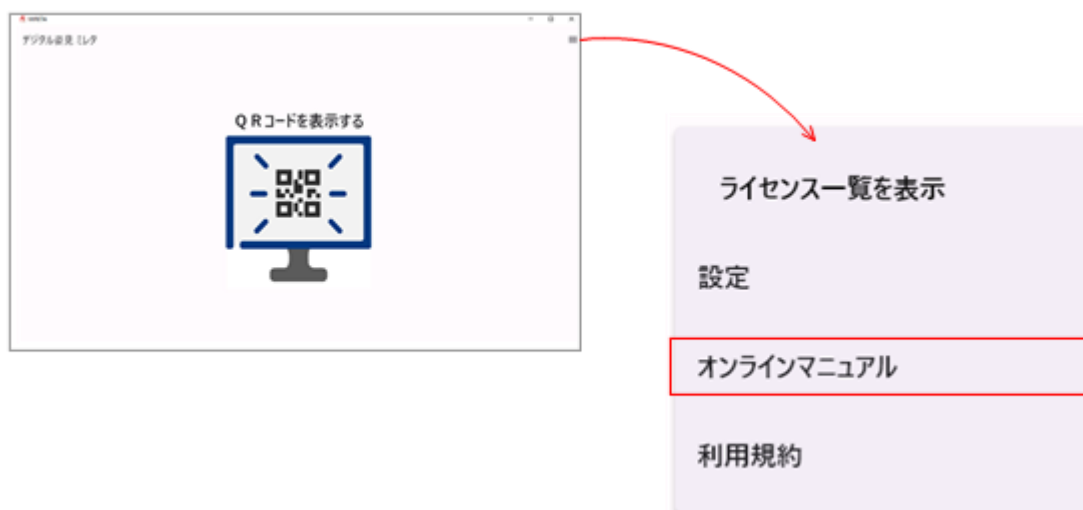 デジタル姿見 ミレタ
QRコードを表示する
ライセンス一覧を表示
設定
オンラインマニュアル
利用規約